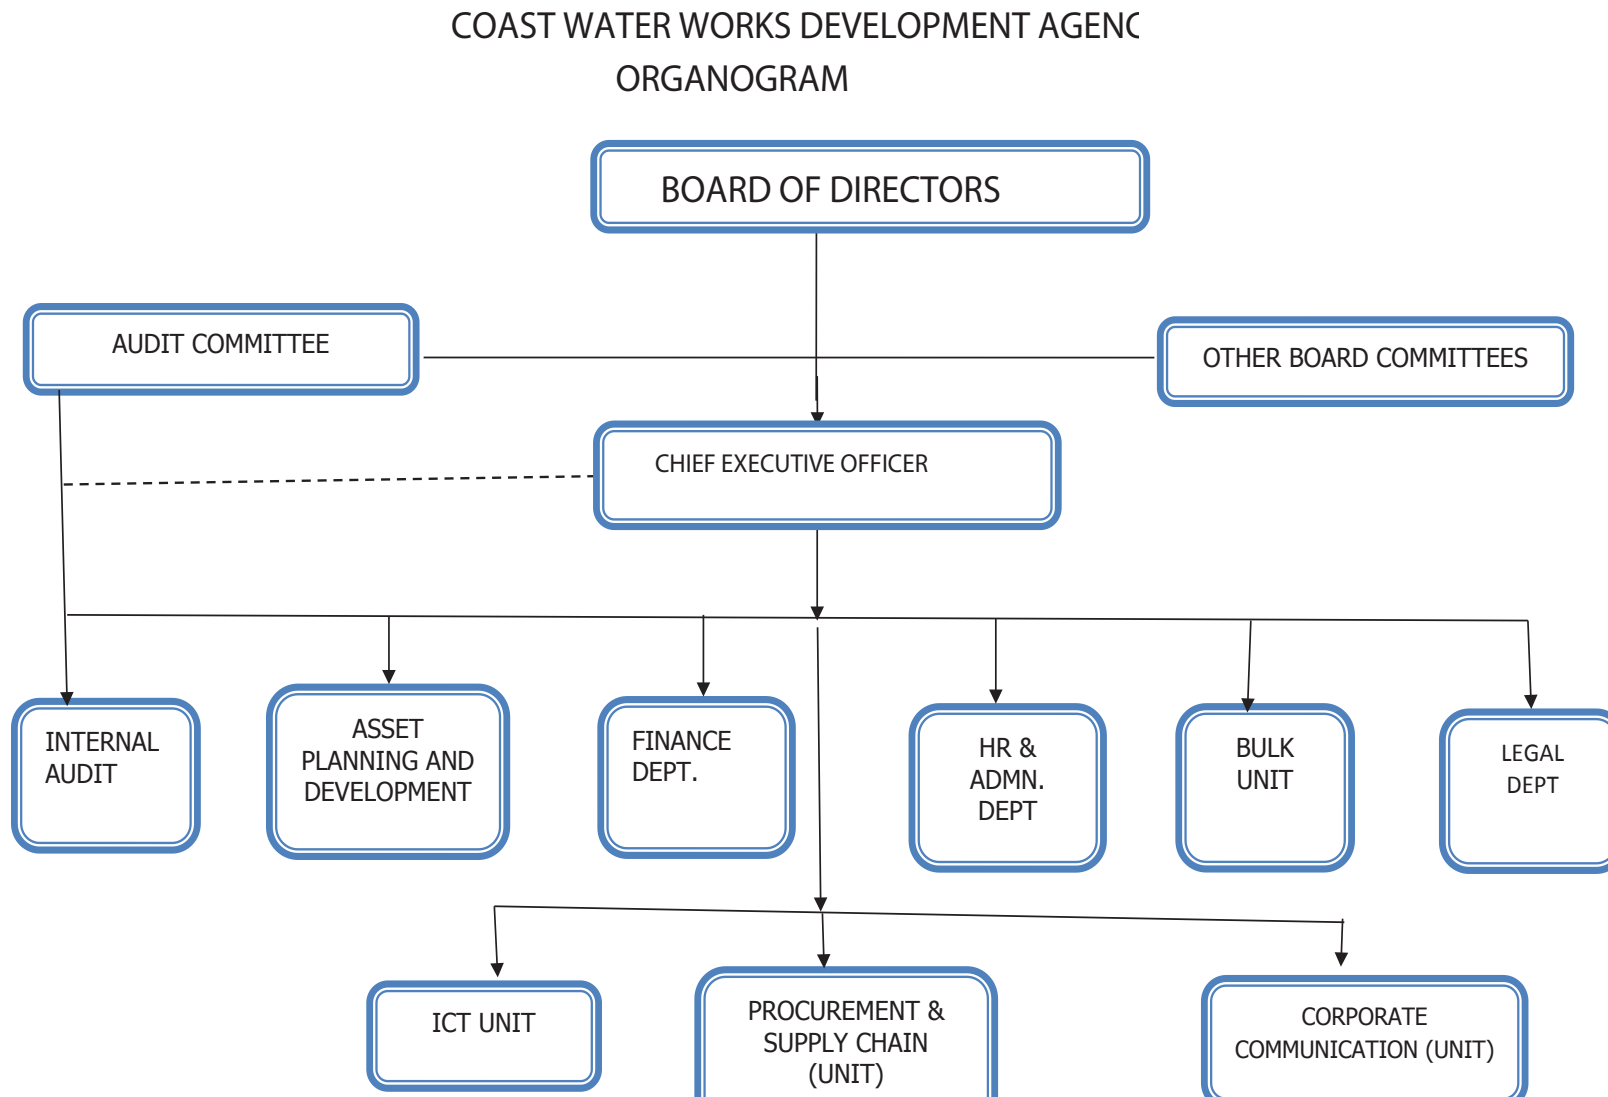 COAST WATER WORKS DEVELOPMENT AGENC
ORGANOGRAM
BOARD OF DIRECTORS
AUDIT COMMITTEE
OTHER BOARD COMMITTEES
CHIEF EXECUTIVE OFFICER
INTERNAL
AUDIT
ASSET
PLANNING AND
DEVELOPMENT
FINANCE
DEPT.
HR &
ADMN.
DEPT
BULK
UNIT
LEGAL
DEPT
ICT UNIT
PROCUREMENT &
SUPPLY CHAIN
(UNIT)
CORPORATE
COMMUNICATION (UNIT)